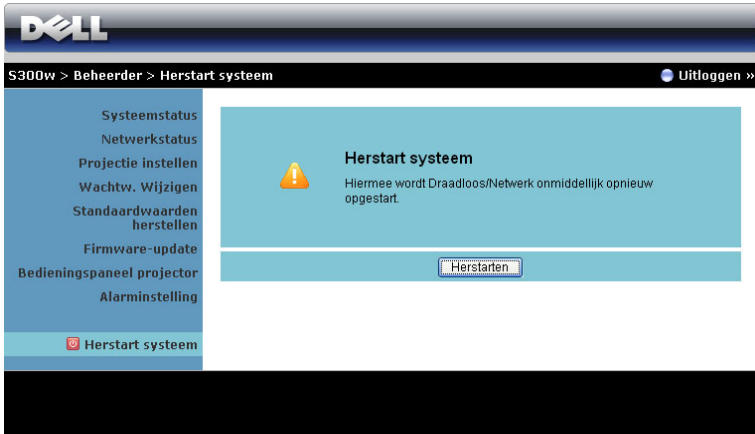 DELL
S300w > Beheerder > Herstart systeem
Uitloggen »
Systeemstatus
Netwerkstatus
Projectie instellen
Wachtw. Wijzigen
Standaardwaarden
herstellen
Firmware-update
Bedieningspaneel projector
Alarminstelling
Herstart systeem
Herstart systeem
Hiermee wordt Draadloos/Netwerk onmiddellijk opnieuw
opgestart.
Herstarten